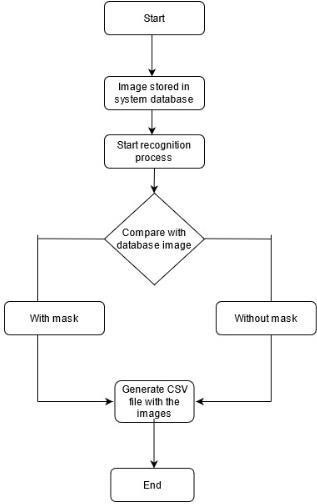 Start
Image stored in
system database
Start recognition
process
Compare with
database image
With mask
Without mask
Generate CSV
file with the
images
End